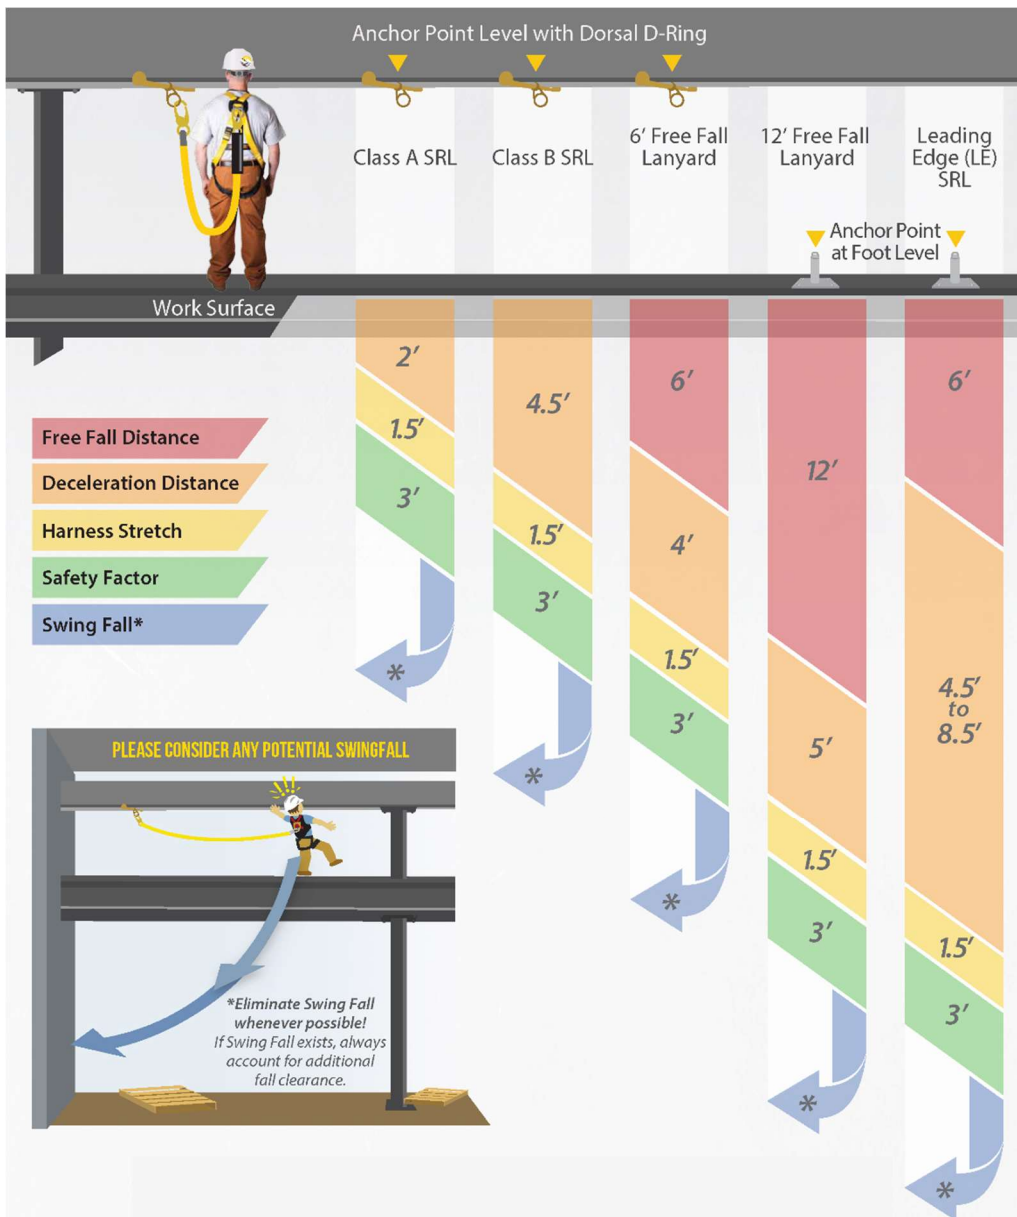 Anchor Point Level with Dorsal D-Ring
Class A SRL
Class B SRL
6’ Free Fall
Lanyard
12’ Free Fall
Lanyard
Leading
Edge (LE)
SRL
Anchor Point
at Foot Level
Work Surface
2’
1.5’
3’
*
4.5’
1.5’
3’
*
6’
4’
1.5’
3’
*
12’
5’
1.5’
3’
*
6’
4.5’
to
8.5’
1.5’
3’
*
Free Fall Distance
Deceleration Distance
Harness Stretch
Safety Factor
Swing Fall*
PLEASE CONSIDER ANY POTENTIAL SWINGFALL
*Eliminate Swing Fall
whenever possible!
If Swing Fall exists, always
account for additional
fall clearance.